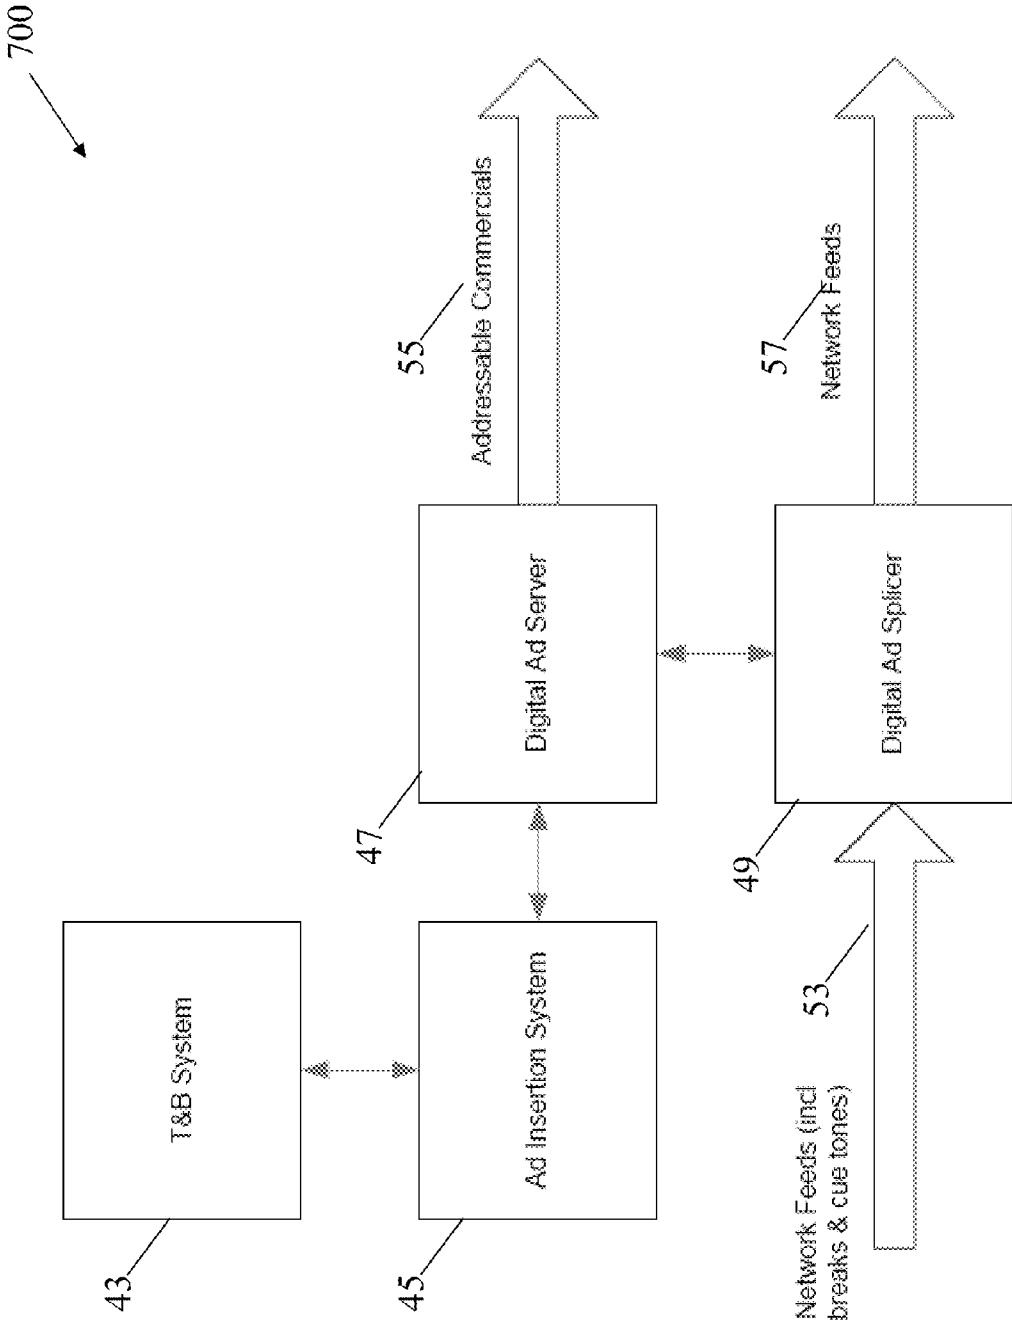 700
43
T&B System
45
Ad Insertion System
47
Digital Ad Server
55
Addressable Commercials
Network Feeds (incl
breaks & cue tones)
53
49
Digital Ad Splicer
57
Network Feeds